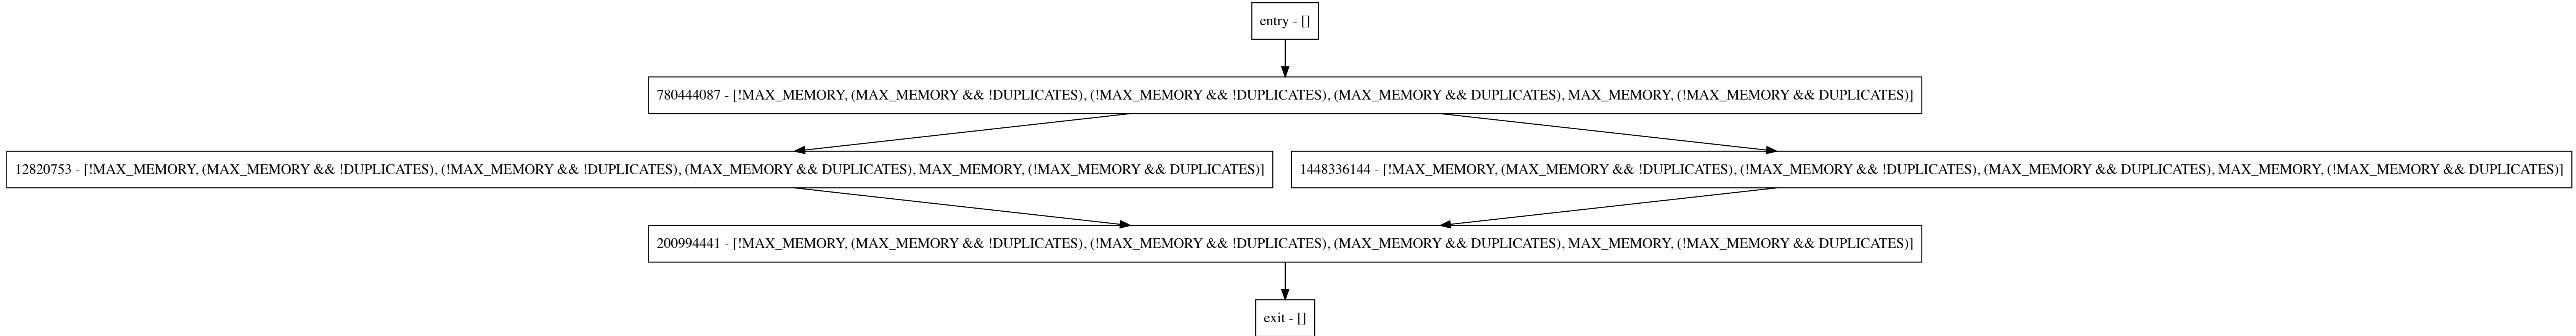 entry - []
780444087 - [!MAX_MEMORY, (MAX_MEMORY && !DUPLICATES), (!MAX_MEMORY && !DUPLICATES), (MAX_MEMORY && DUPLICATES), MAX_MEMORY, (!MAX_MEMORY && DUPLICATES)]
12820753 - [!MAX_MEMORY, (MAX_MEMORY && !DUPLICATES), (!MAX_MEMORY && !DUPLICATES), (MAX_MEMORY && DUPLICATES), MAX_MEMORY, (!MAX_MEMORY && DUPLICATES)]
1448336144 - [!MAX_MEMORY, (MAX_MEMORY && !DUPLICATES), (!MAX_MEMORY && !DUPLICATES), (MAX_MEMORY && DUPLICATES), MAX_MEMORY, (!MAX_MEMORY && DUPLICATES)]
200994441 - [!MAX_MEMORY, (MAX_MEMORY && !DUPLICATES), (!MAX_MEMORY && !DUPLICATES), (MAX_MEMORY && DUPLICATES), MAX_MEMORY, (!MAX_MEMORY && DUPLICATES)]
exit - []